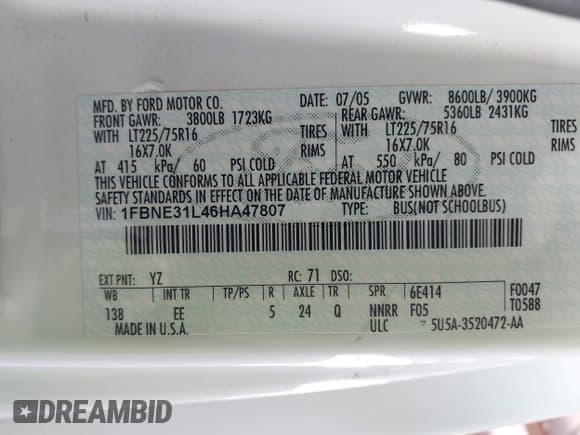 MFD. BY FORD MOTOR CO. DATE: 07/05 GVWR: 8600LB/ 3900KG
FRONT GAWR: 3800LB 1723KG REAR GAWR: 5360LB 2431KG
WITH LT225/75R16 TIRES WITH LT225/75R16 TIRES
16X7.0K RIMS 16X7.0K RIMS
AT 415 kPa/ 60 PSI COLD AT 550 kPa/ 80 PSI COLD
THIS VEHICLE CONFORMS TO ALL APPLICABLE FEDERAL MOTOR VEHICLE
SAFETY STANDARDS IN EFFECT ON THE DATE OF MANUFACTURE SHOWN ABOVE.
VIN: 1FBNE31L46HA47807 TYPE: BUS(NOT SCHOOLBUS)
EXT PNT: YZ RC: 71 DSO:
WB INT TR TP/PS R AXLE TR SPR 6E414 F0047
138 EE 5 24 Q NNRR F05 T0588
MADE IN U.S.A. ULC 5U5A-3520472-AA
DREAMBID